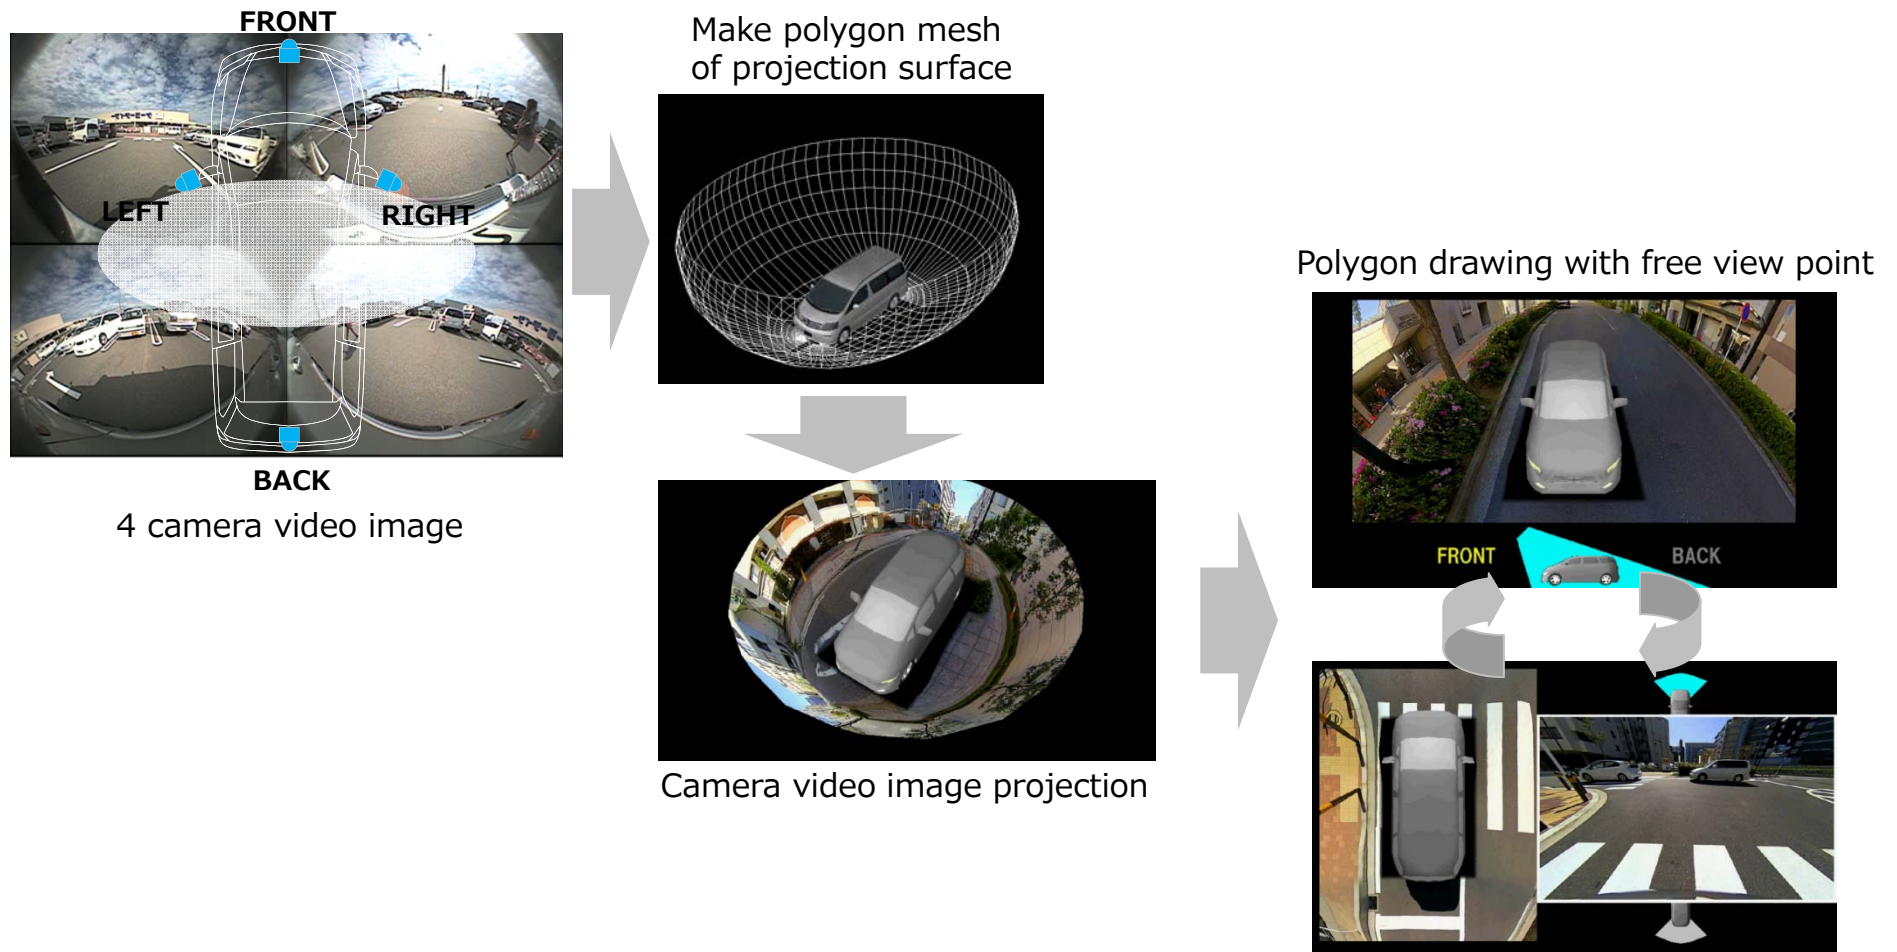 FRONT
LEFT
RIGHT
BACK
4 camera video image
Make polygon mesh
of projection surface
Camera video image projection
Polygon drawing with free view point
FRONT
BACK